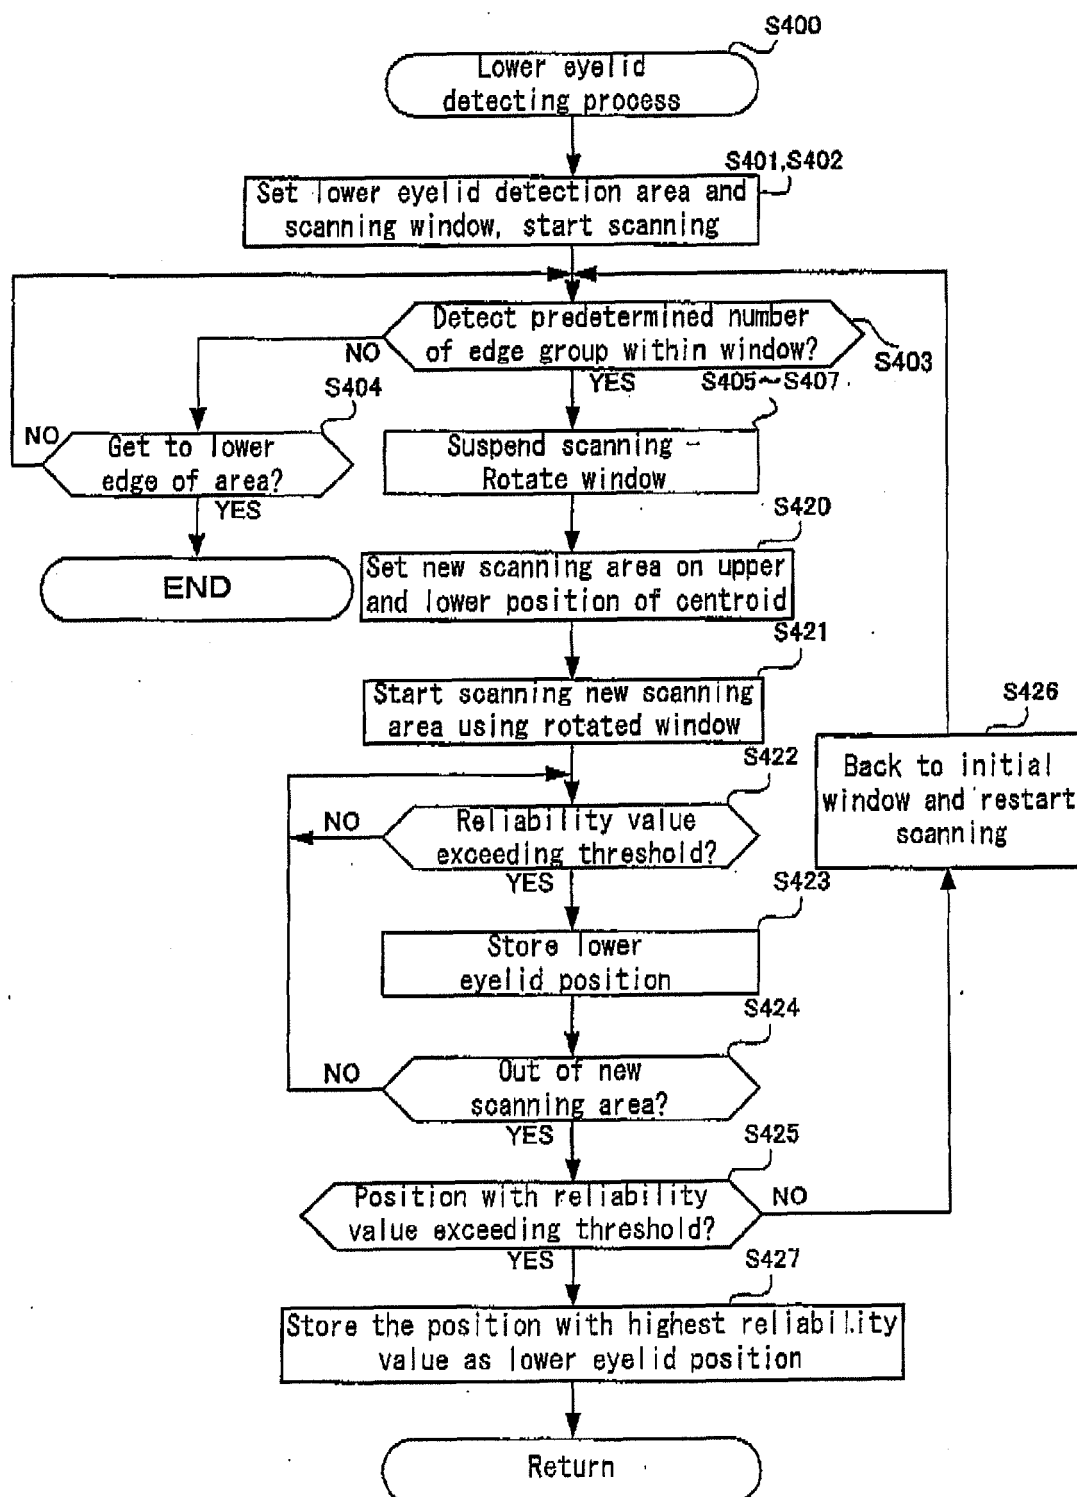 S400
Lower eyelid
detecting process
S401,S402
Set lower eyelid detection area and
scanning window, start scanning
Detect predetermined number
of edge group within window?
S403
NO
YES
S405~S407
S404
NO
Get to lower
edge of area?
YES
END
Suspend scanning -
Rotate window
S420
Set new scanning area on upper
and lower position of centroid
S421
Start scanning new scanning
area using rotated window
S422
NO
Reliability value
exceeding threshold?
YES
S426
Back to initial
window and restart
scanning
S423
Store lower
eyelid position
S424
NO
Out of new
scanning area?
YES
S425
Position with reliability
value exceeding threshold?
NO
YES
S427
Store the position with highest reliability
value as lower eyelid position
Return